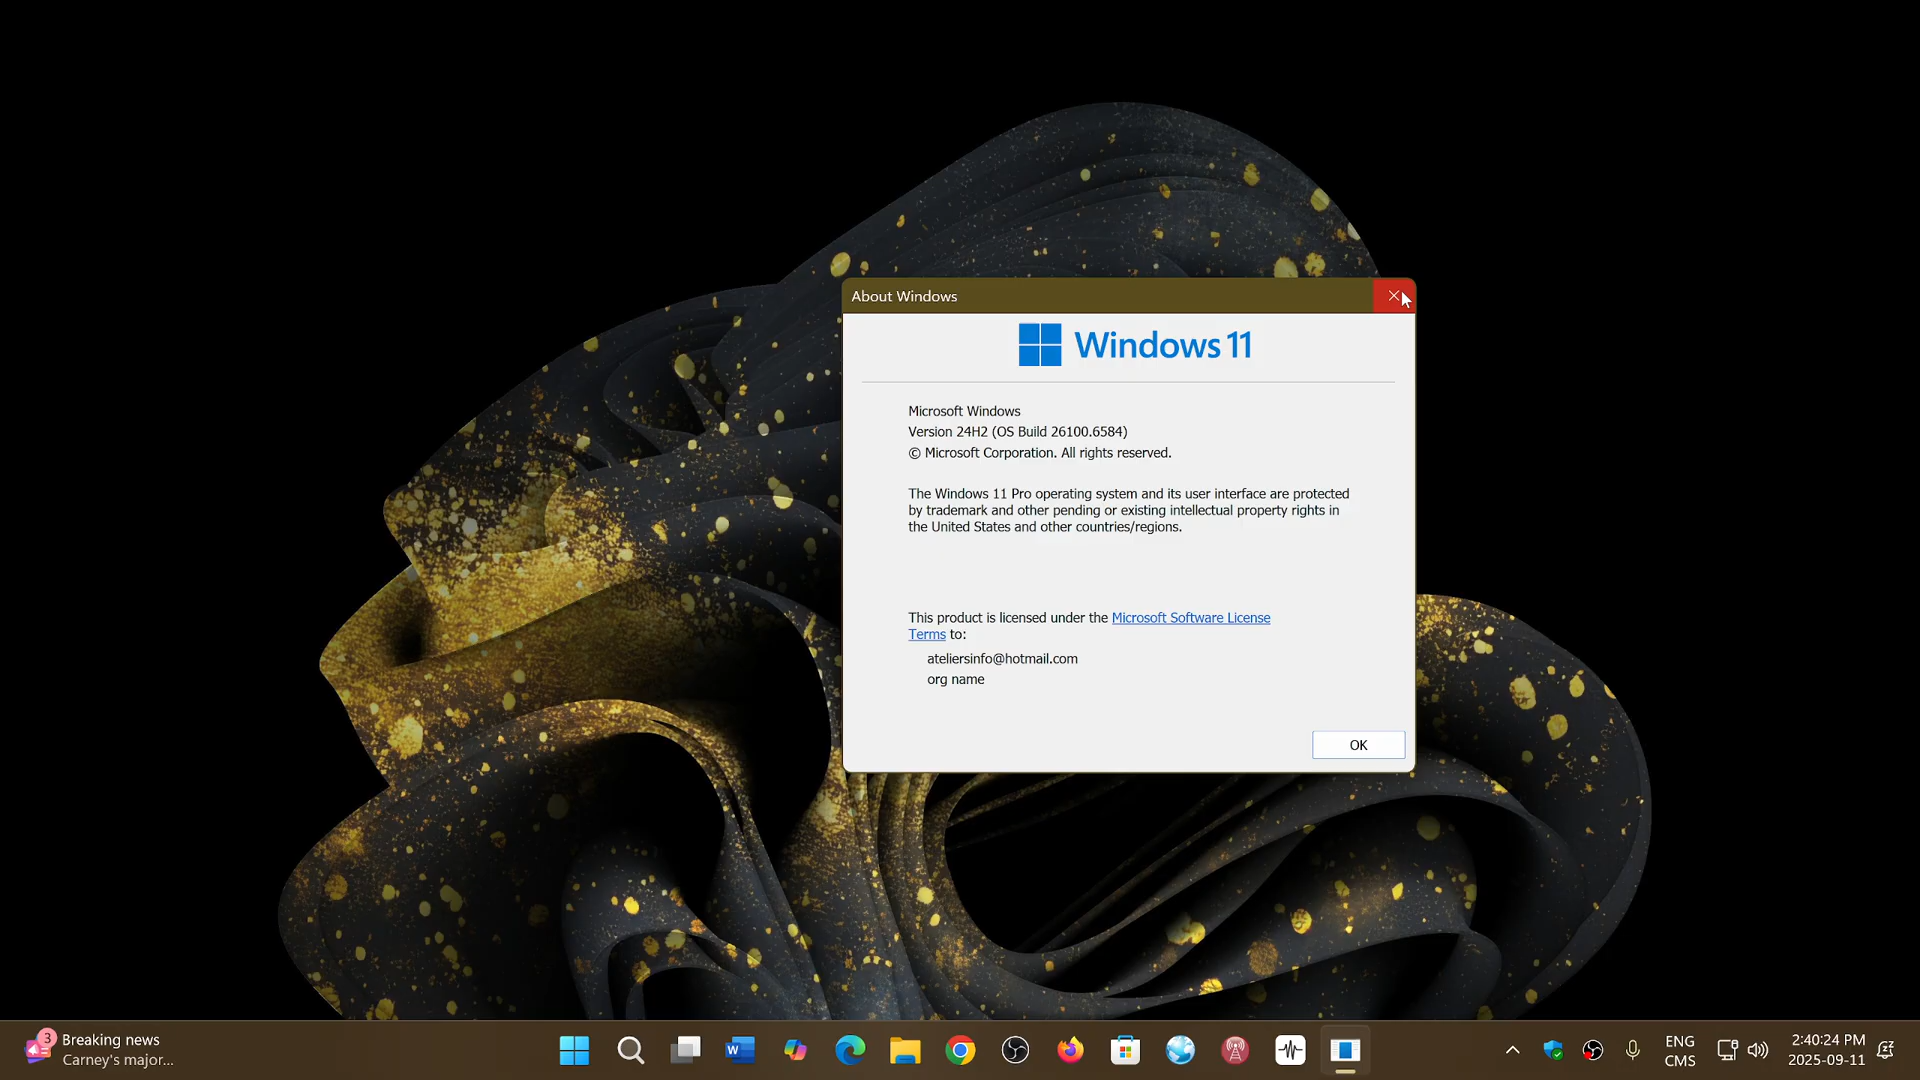 About Windows
Windows 11
Microsoft Windows
Version 24H2 (OS Build 26100.6584)
© Microsoft Corporation. All rights reserved.
The Windows 11 Pro operating system and its user interface are protected
by trademark and other pending or existing intellectual property rights in
the United States and other countries/regions.
This product is licensed under the Microsoft Software License
Terms to:
ateliersinfo@hotmail.com
org name
OK
3
Breaking news
Carney's major...
W
ENG
CMS
2:40:24 PM
2025-09-11